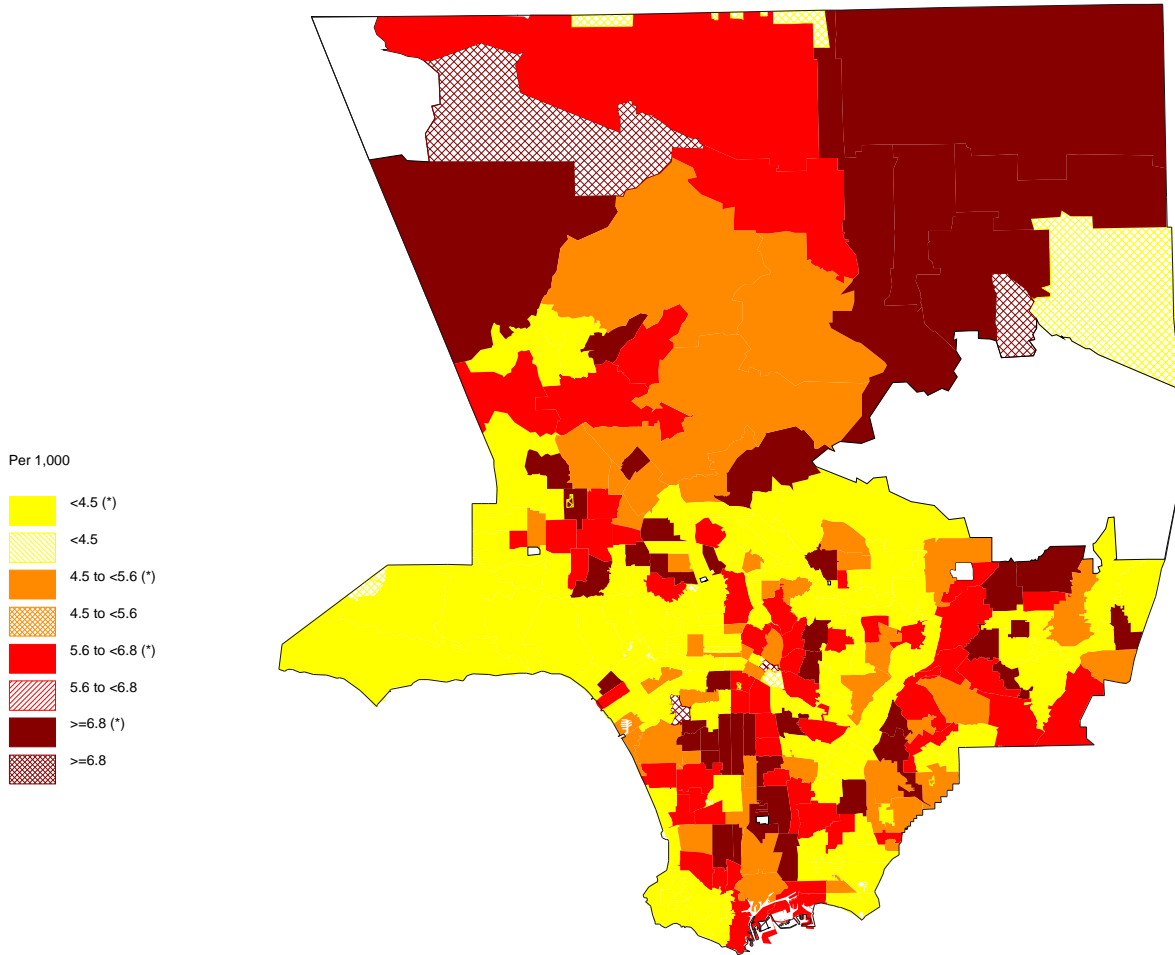 Per 1,000
<4.5 (*)
<4.5
4.5 to <5.6 (*)
4.5 to <5.6
5.6 to <6.8 (*)
5.6 to <6.8
>=6.8 (*)
>=6.8